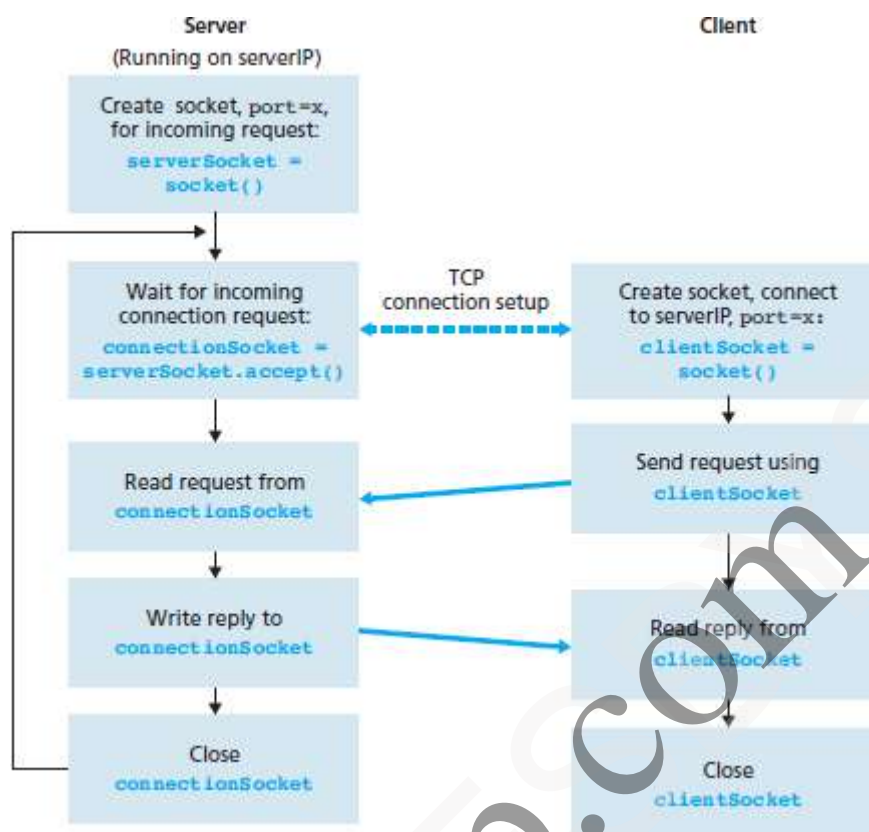 Server
(Running on serverIP)
Create socket, port=x,
for incoming request:
serverSocket =
socket()
Wait for incoming
connection request:
connectionSocket =
serverSocket.accept()
Read request from
connectionSocket
Write reply to
connectionSocket
Close
connectionSocket
TCP
connection setup
Client
Create socket, connect
to serverIP, port=x:
clientSocket =
socket()
Send request using
clientSocket
Read reply from
clientSocket
Close
clientSocket